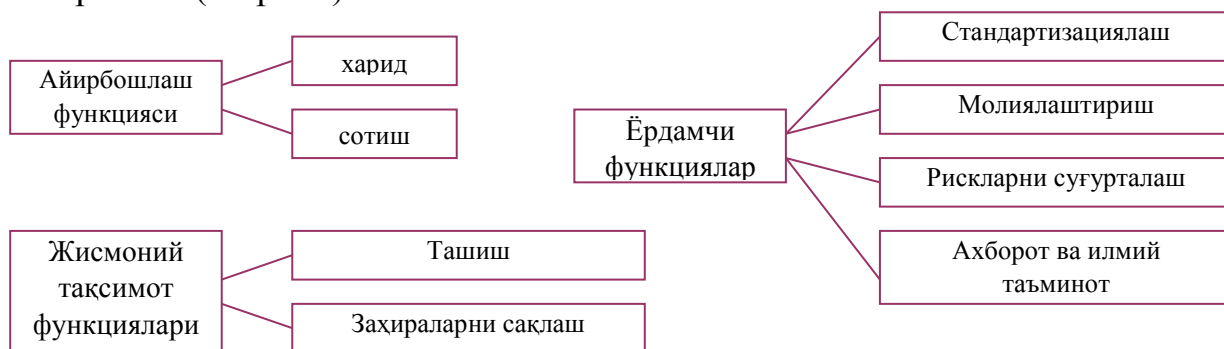 Айирбошлаш
функцияси
харид
сотиш
Жисмоний
тақсимот
функциялари
Ташиш
Заҳираларни сақлаш
Ёрдамчи
функциялар
Стандартизациялаш
Молиялаштириш
Рискларни суғурталаш
Ахборот ва илмий
таъминот